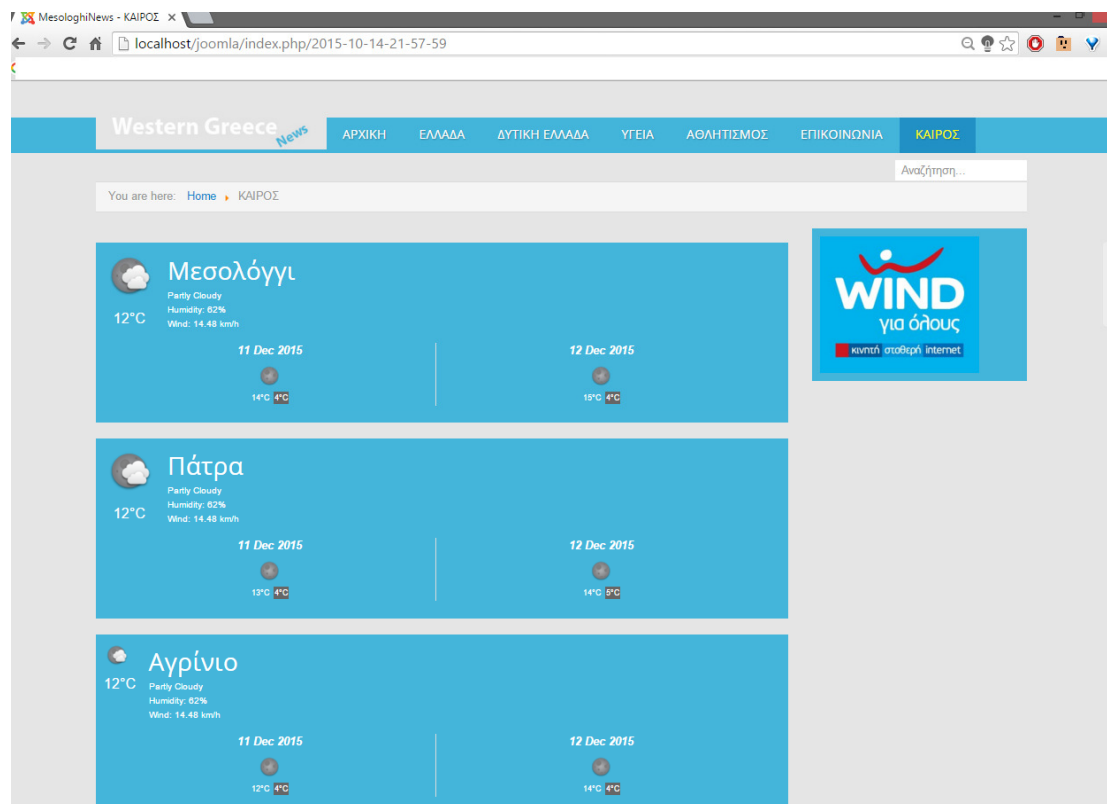 MesologhiNews - ΚΑΙΡΟΣ
localhost/joomla/index.php/2015-10-14-21-57-59
Western Greece News
ΑΡΧΙΚΗ ΕΛΛΑΔΑ ΔΥΤΙΚΗ ΕΛΛΑΔΑ ΥΓΕΙΑ ΑΘΛΗΤΙΣΜΟΣ ΕΠΙΚΟΙΝΩΝΙΑ ΚΑΙΡΟΣ
Αναζήτηση...
You are here: Home ΚΑΙΡΟΣ
Μεσολόγγι
Partly Cloudy
Humidity: 62%
12°C
Wind: 14.48 km/h
11 Dec 2015 12 Dec 2015
14°C 4°C 15°C 4°C
WIND
για όλους
κινητή σταθερή internet
Πάτρα
Partly Cloudy
Humidity: 62%
12°C
Wind: 14.48 km/h
11 Dec 2015 12 Dec 2015
13°C 4°C 14°C 5°C
Αγρίνιο
12°C Partly Cloudy
Humidity: 62%
Wind: 14.48 km/h
11 Dec 2015 12 Dec 2015
12°C 4°C 14°C 4°C